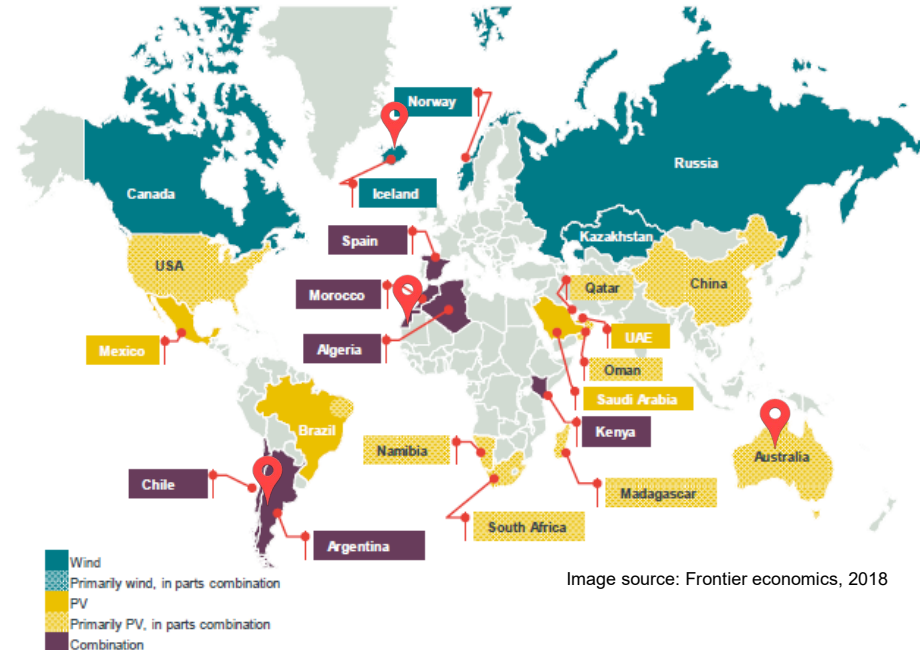 Norway
Russia
Canada
Iceland
Kazakhstan
Spain
USA
China
Qatar
Morocco
UAE
Mexico
Algeria
Oman
Saudi Arabia
Brazil
Kenya
Namibia
Australia
Chile
Madagascar
South Africa
Argentina
Wind
Primarily wind, in parts combination
PV
Primarily PV, in parts combination
Combination
Image source: Frontier economics, 2018